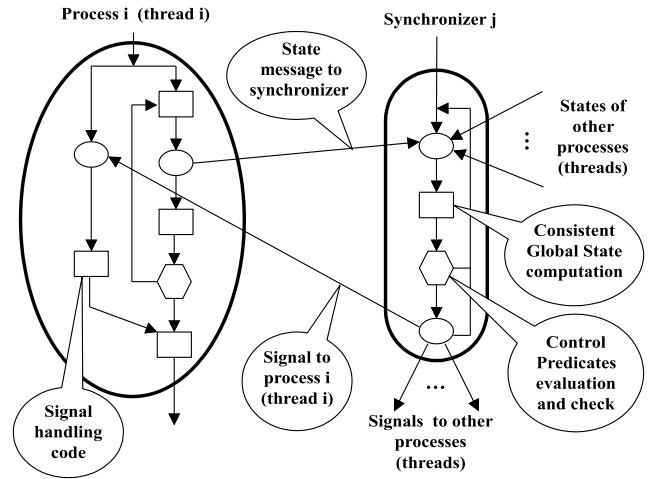 Process i (thread i)
Synchronizer j
State
message to
synchronizer
States of
other
processes
(threads)
...
Consistent
Global State
computation
Signal to
process i
(thread i)
Control
Predicates
evaluation
and check
Signal
handling
code
...
Signals to other
processes
(threads)